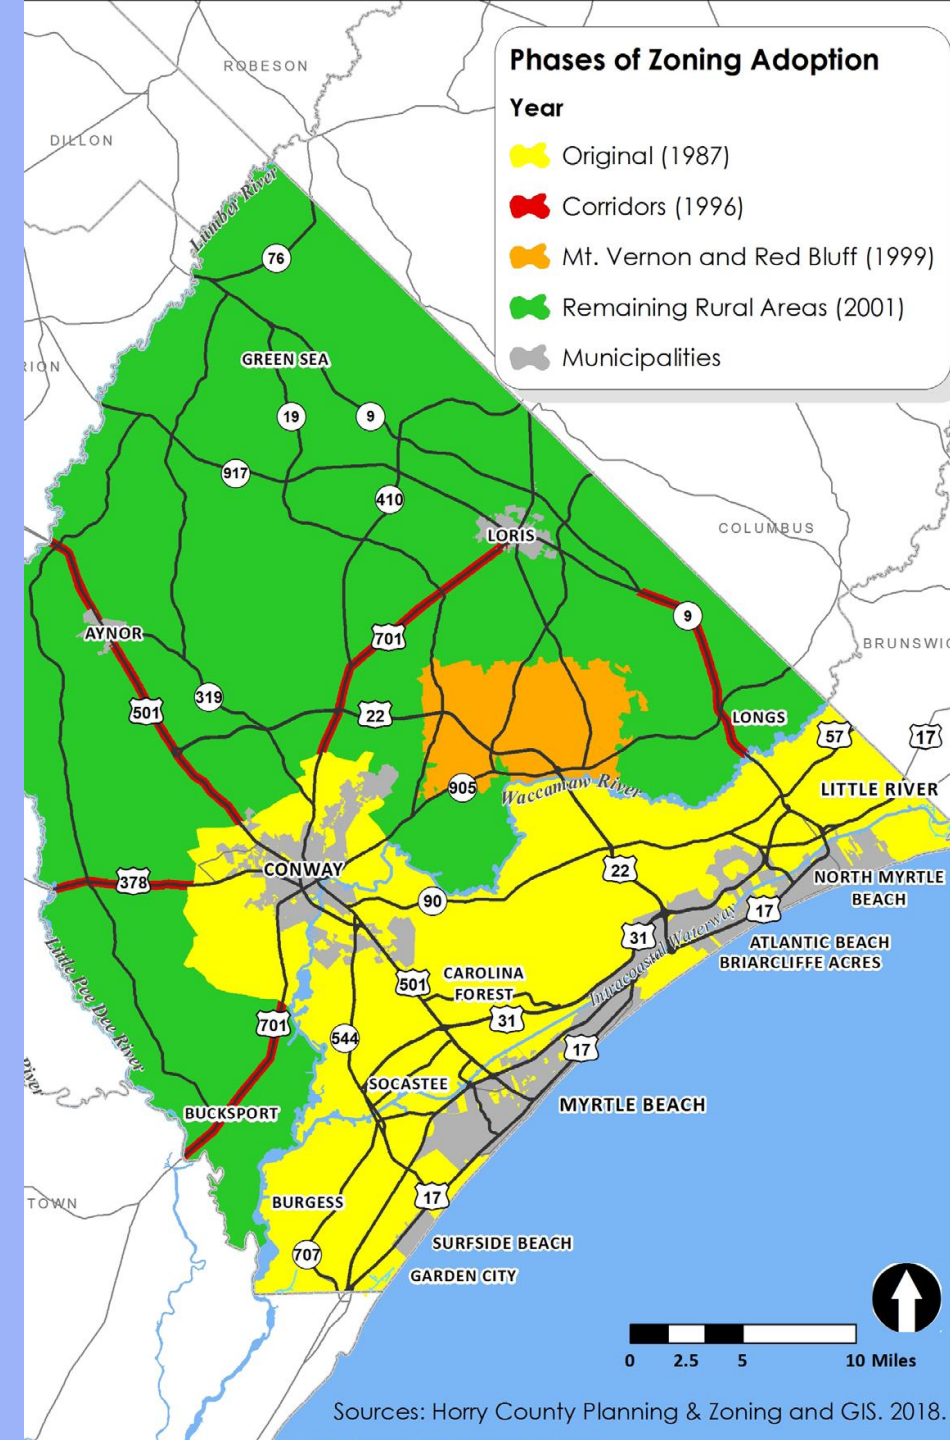 Phases of Zoning Adoption
Year
Original (1987)
Corridors (1996)
Mt. Vernon and Red Bluff (1999)
Remaining Rural Areas (2001)
Municipalities
ROBESON
DILLON
Lumber River
76
GREEN SEA
RION
19
9
917
410
LORIS
COLUMBUS
9
AYNOR
701
BRUNSWIC
319
501
22
LONGS
57
17
905
Waccamaw River
LITTLE RIVER
CONWAY
378
22
NORTH MYRTLE
BEACH
90
17
31
Intracoastal Waterway
ATLANTIC BEACH
BRIARCLIFFE ACRES
Little Pee Dee River
501
CAROLINA
FOREST
31
701
544
17
River
SOCASTEE
MYRTLE BEACH
BUCKSPORT
TOWN
BURGESS
17
707
SURFSIDE BEACH
GARDEN CITY
0 2.5 5 10 Miles
Sources: Horry County Planning & Zoning and GIS. 2018.